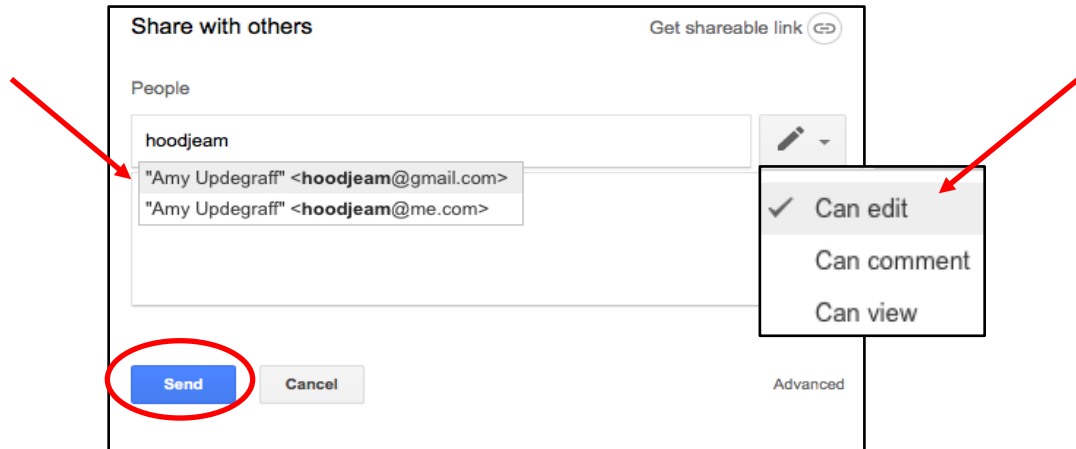 Share with others
Get shareable link
People
hoodjeam
"Amy Updegraff" <hoodjeam@gmail.com>
"Amy Updegraff" <hoodjeam@me.com>
Can edit
Can comment
Can view
Send
Cancel
Advanced